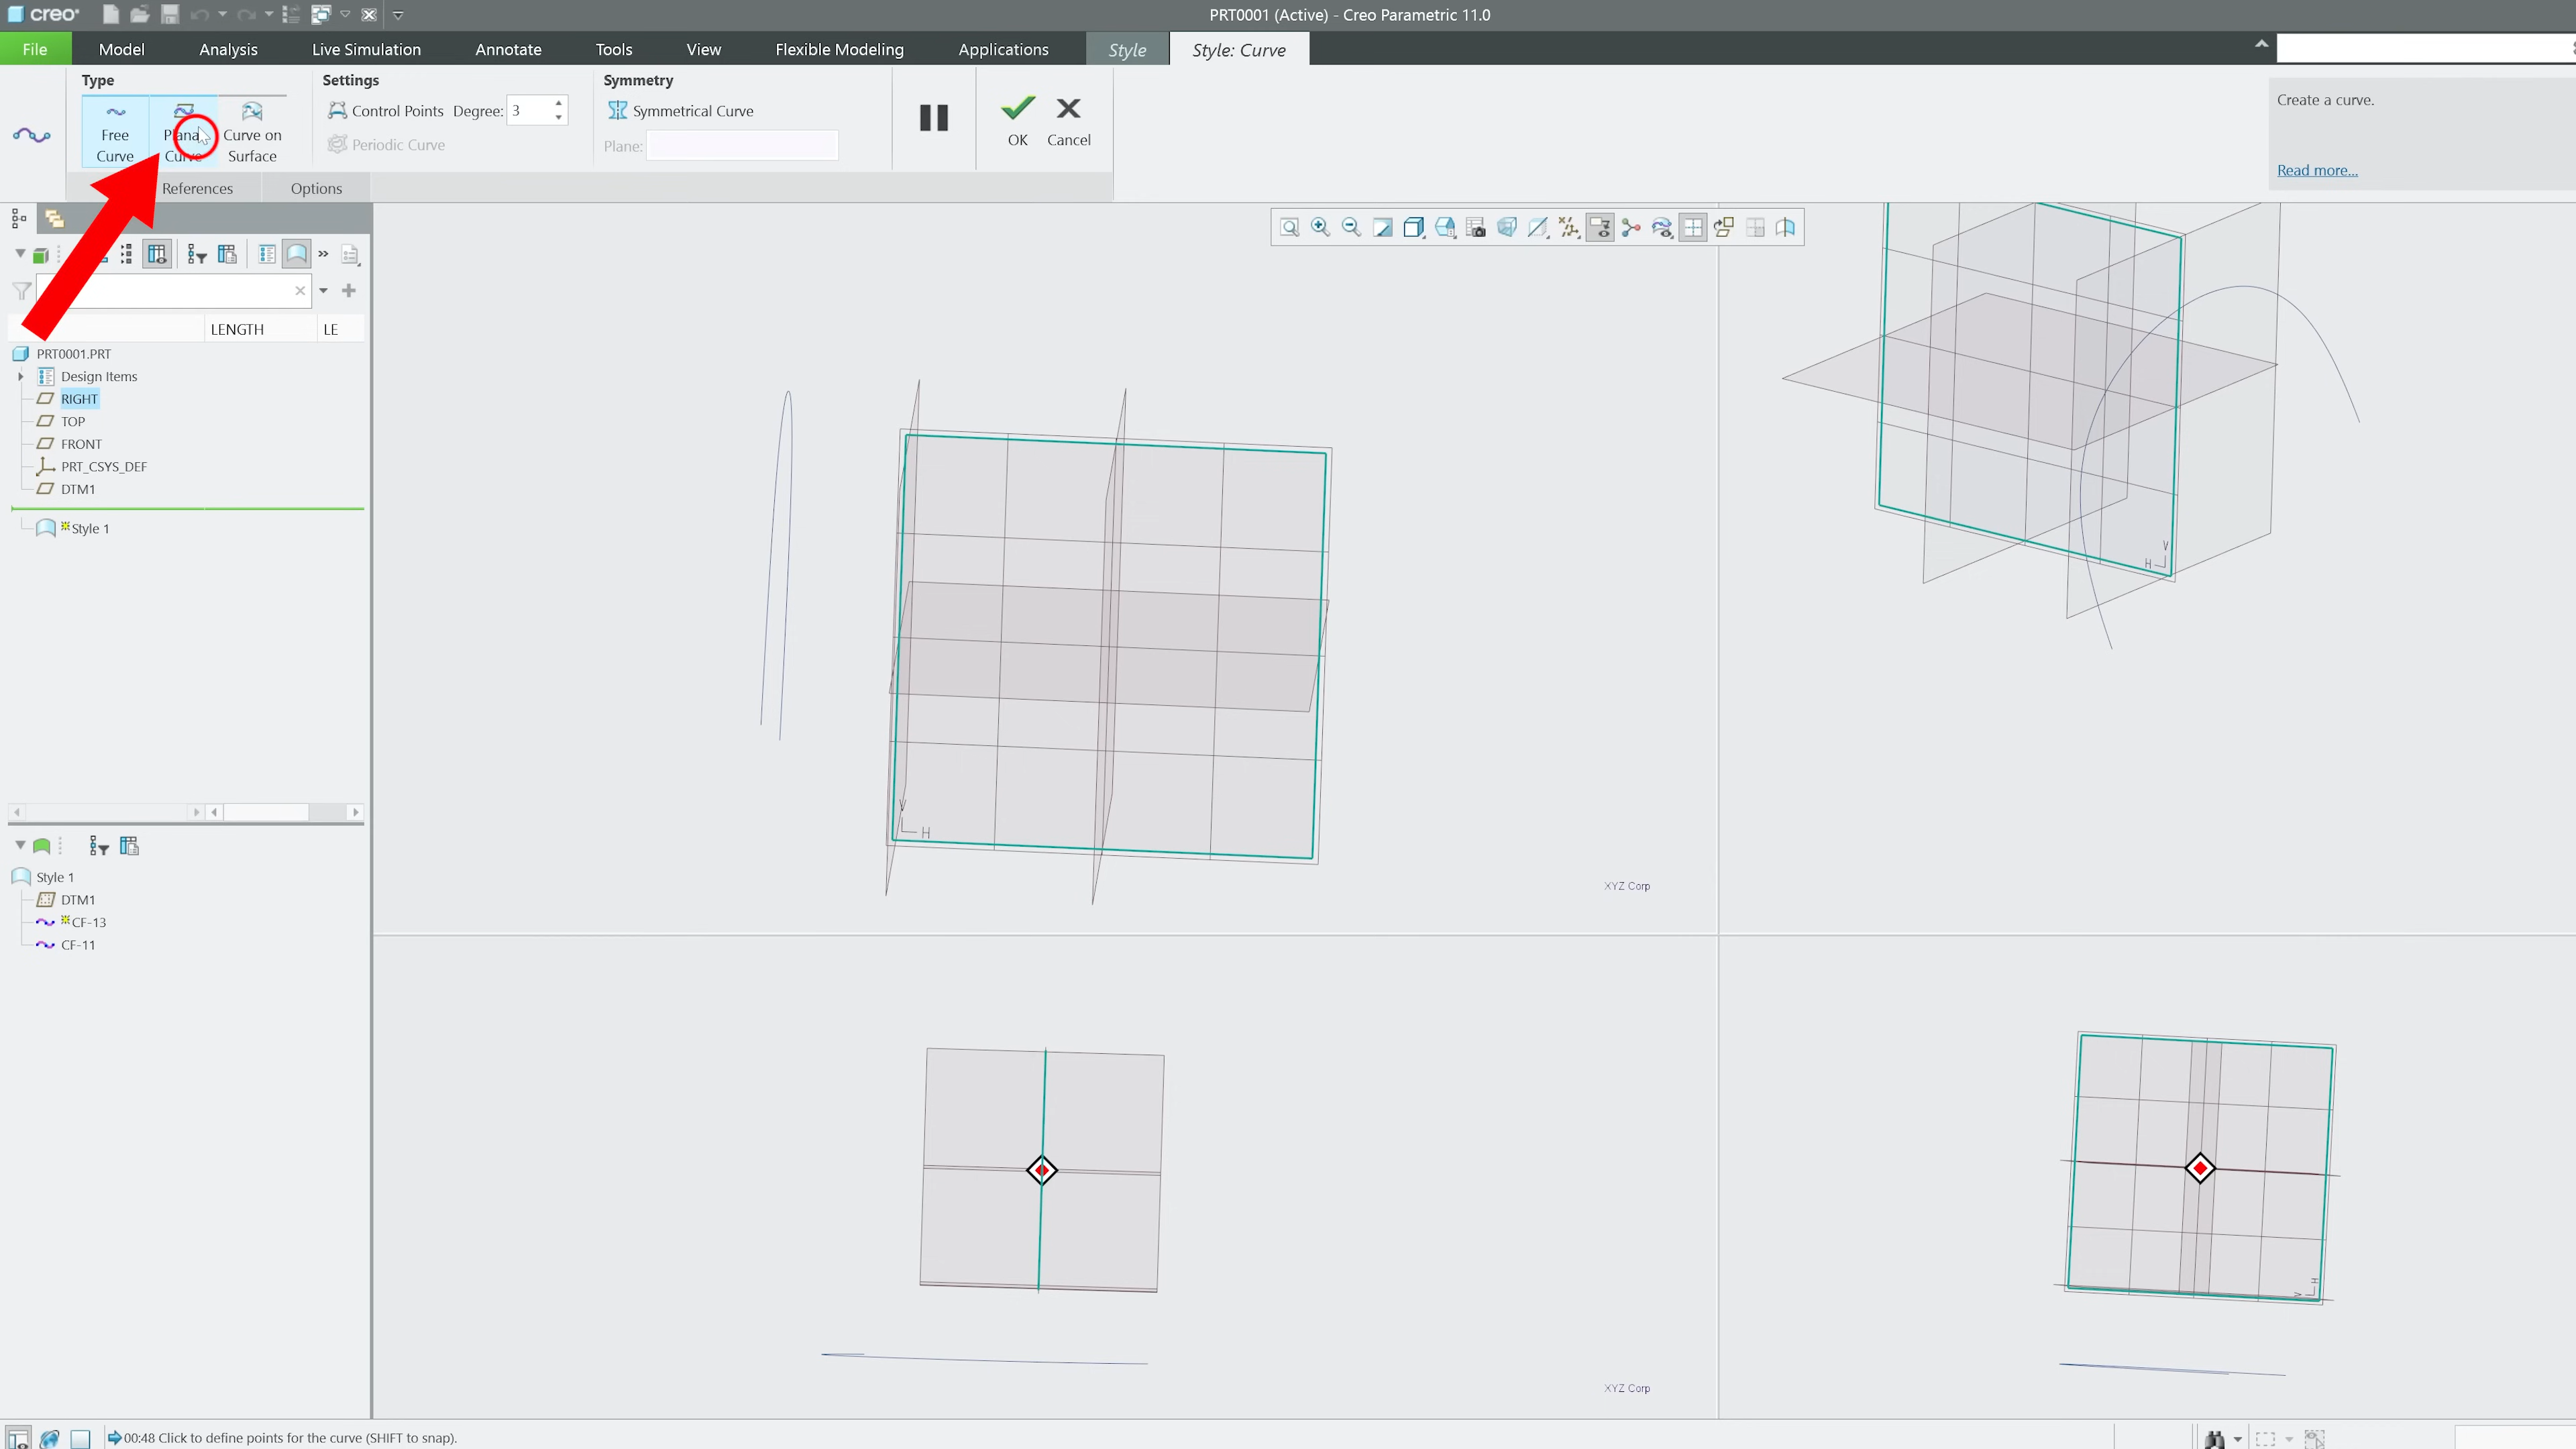 creo
PRT0001 (Active) - Creo Parametric 11.0
File Model Analysis Live Simulation Annotate Tools View Flexible Modeling Applications Style Style: Curve
Type
Free Curve
Curve
Curve on Surface
Settings
Control Points Degree: 3
Periodic Curve
Symmetry
Symmetrical Curve
Plane:
OK
Cancel
Create a curve.
Read more...
References Options
LENGTH LE
PRT0001.PRT
Design Items
RIGHT
TOP
FRONT
PRT_CSYS_DEF
DTM1
Style 1
Style 1
DTM1
CF-13
CF-11
V
H
V
H
XYZ Corp
H
V
XYZ Corp
00:48 Click to define points for the curve (SHIFT to snap).